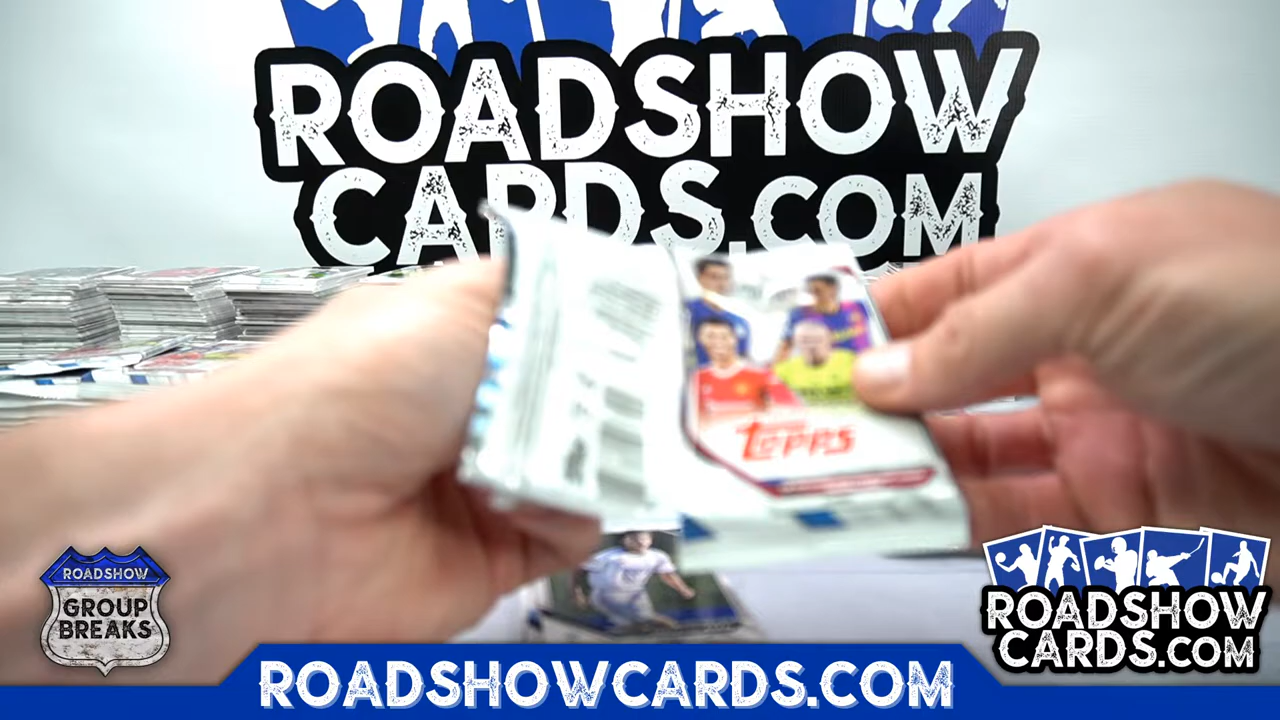 ROADSHOW
CARDS.COM
TOPPS
ROADSHOW
GROUP
BREAKS
ROADSHOW
CARDS.COM
ROADSHOWCARDS.COM